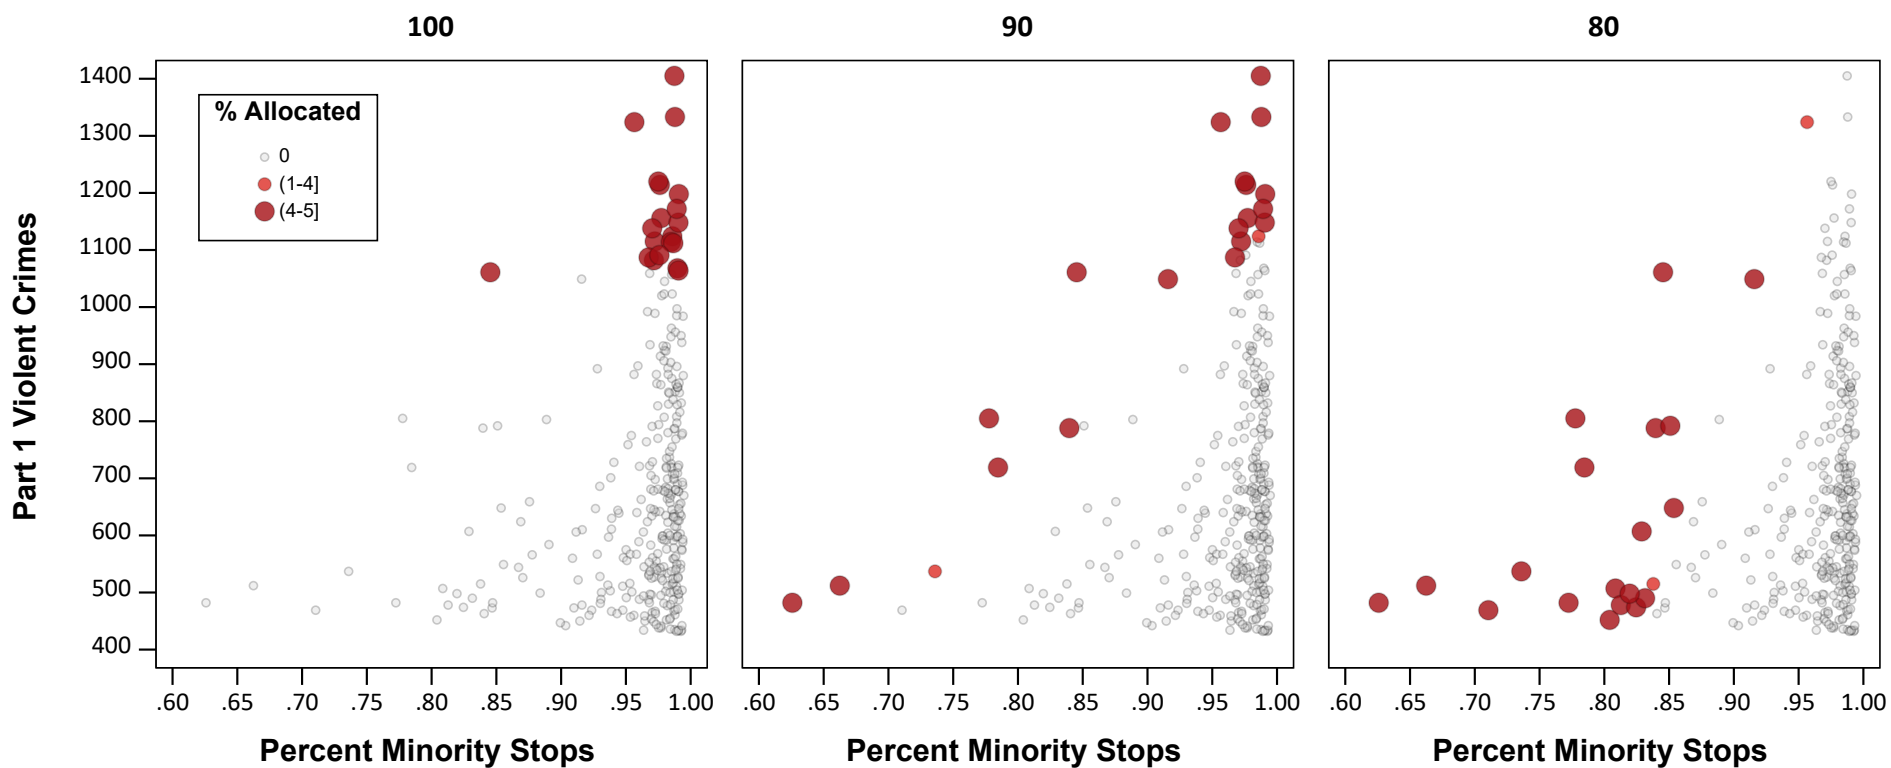 100 90 80
Part 1 Violent Crimes
1400
1300
1200
1100
1000
900
800
700
600
500
400
% Allocated
0
(1-4]
(4-5]
.60 .65 .70 .75 .80 .85 .90 .95 1.00
.60 .65 .70 .75 .80 .85 .90 .95 1.00
.60 .65 .70 .75 .80 .85 .90 .95 1.00
Percent Minority Stops
Percent Minority Stops
Percent Minority Stops